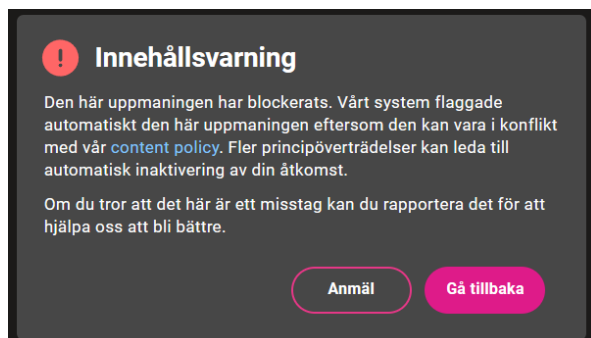 Innehållsvarning
Den här uppmaningen har blockerats. Vårt system flaggade
automatiskt den här uppmaningen eftersom den kan vara i konflikt
med vår content policy. Fler principöverträdelser kan leda till
automatisk inaktivering av din åtkomst.
Om du tror att det här är ett misstag kan du rapportera det för att
hjälpa oss att bli bättre.
Anmäl
Gå tillbaka